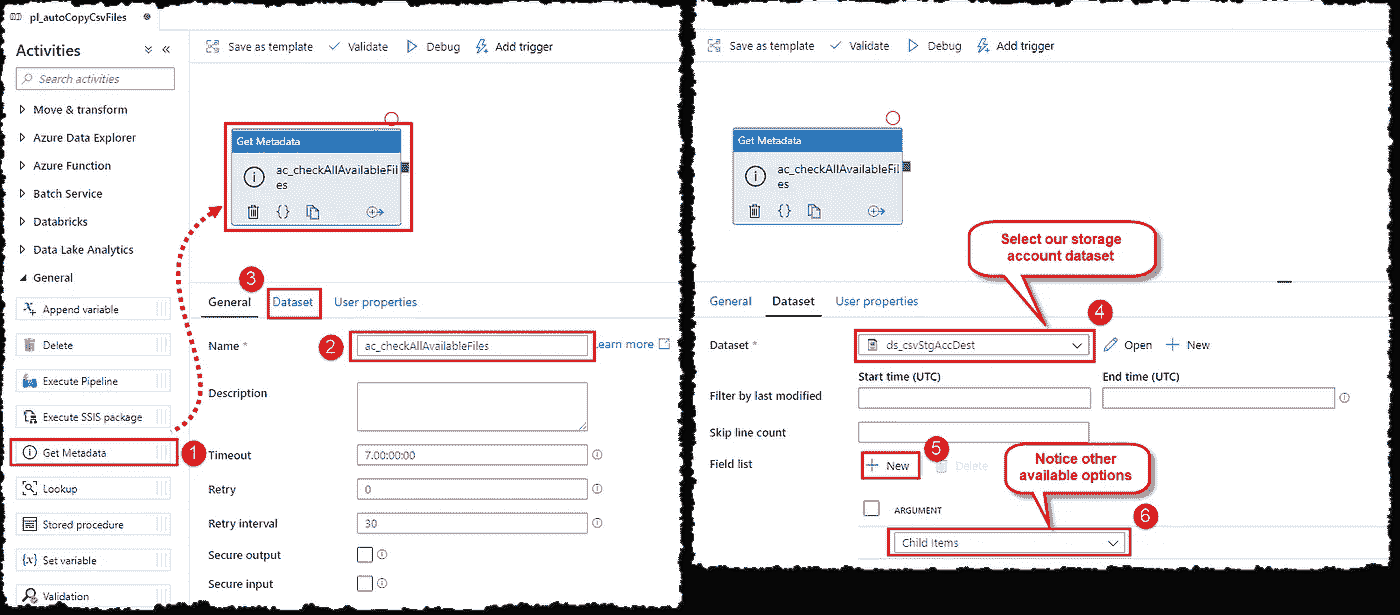 pl_autoCopyCsvFiles
Activities
Search activities
Move & transform
Azure Data Explorer
Azure Function
Batch Service
Databricks
Data Lake Analytics
General
Append variable
Delete
Execute Pipeline
Execute SSIS package
Get Metadata
1
Lookup
Stored procedure
{x} Set variable
Validation
Save as template Validate Debug Add trigger
Get Metadata
ac_checkAllAvailableFil
es
3
General Dataset User properties
Name *
2
ac_checkAllAvailableFiles
earn more
Description
Timeout 7.00:00:00
Retry 0
Retry interval 30
Secure output
Secure input
Save as template Validate Debug Add trigger
Get Metadata
ac_checkAllAvailableFil
es
Select our storage
account dataset
General Dataset User properties
4
Dataset * ds_csvStgAccDest Open New
Start time (UTC) End time (UTC)
Filter by last modified
Skip line count
5
Field list New Delete
Notice other
available options
ARGUMENT
6
Child Items